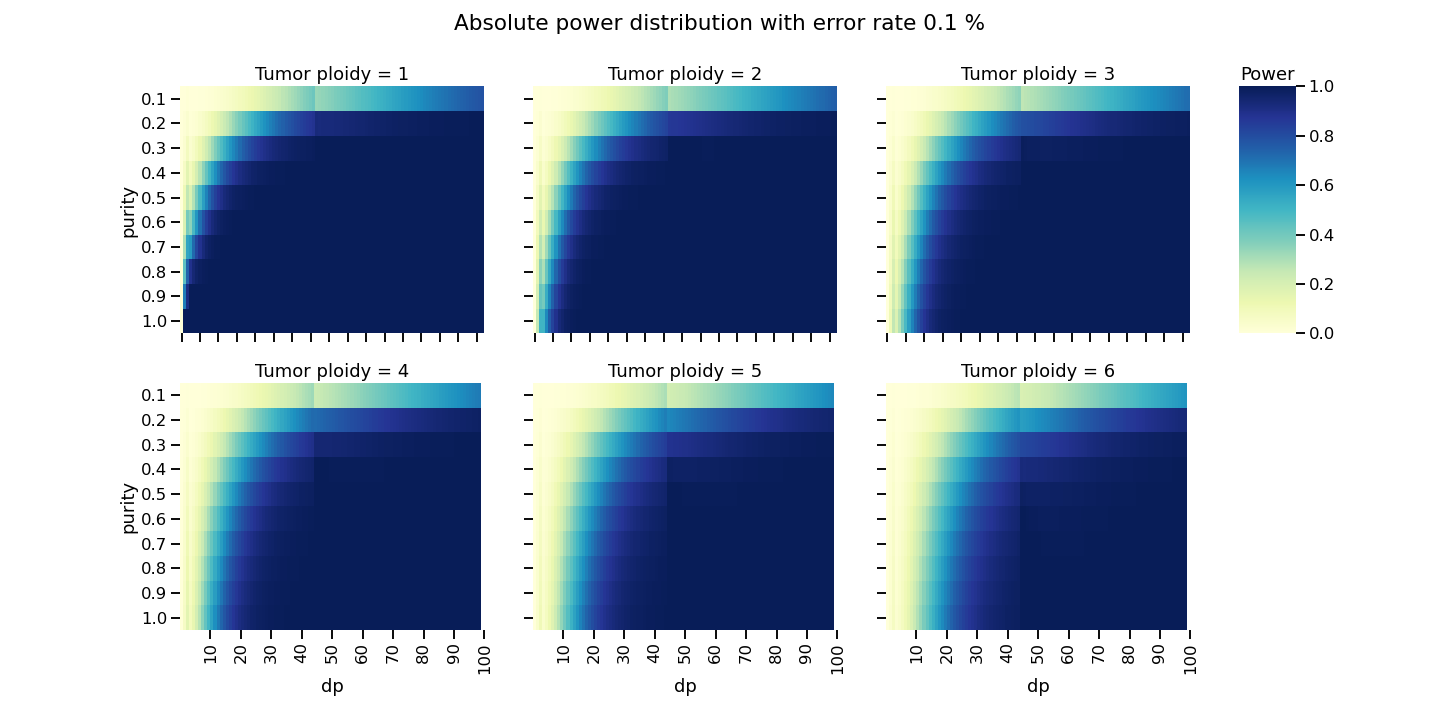 Absolute power distribution with error rate 0.1 %
Tumor ploidy = 1
Tumor ploidy = 2
Tumor ploidy = 3
Power
purity
0.1
0.2
0.3
0.4
0.5
0.6
0.7
0.8
0.9
1.0
1.0
0.8
0.6
0.4
0.2
0.0
Tumor ploidy = 4
Tumor ploidy = 5
Tumor ploidy = 6
purity
0.1
0.2
0.3
0.4
0.5
0.6
0.7
0.8
0.9
1.0
10 20 30 40 50 60 70 80 90 100
10 20 30 40 50 60 70 80 90 100
10 20 30 40 50 60 70 80 90 100
dp
dp
dp